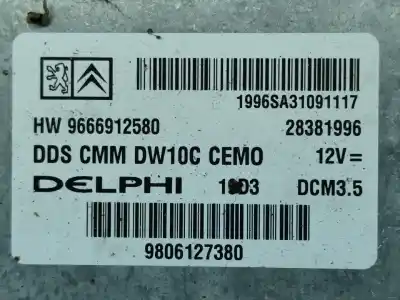 1996SA31091117
HW 9666912580 28381996
DDS CMM DW10C CEMO 12V=
DELPHI DCM3.5
9806127380